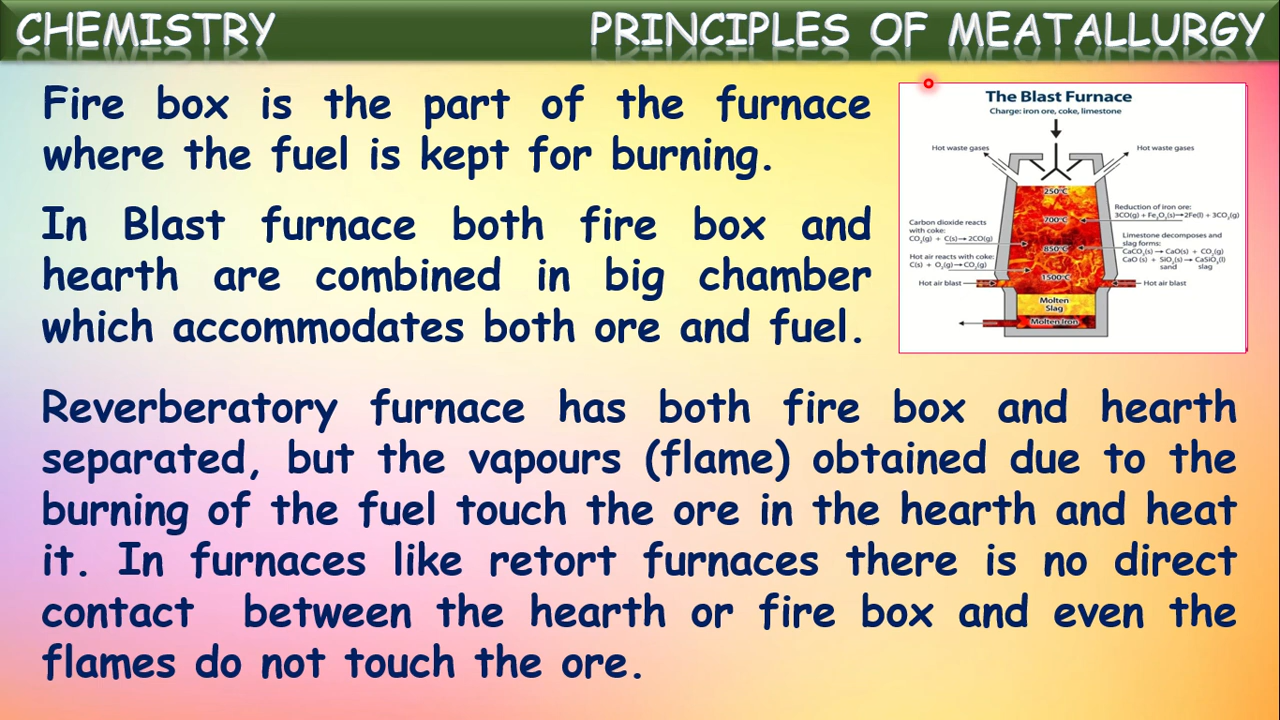 CHEMISTRY
PRINCIPLES OF MEATALLURGY
Fire box is the part of the furnace
where the fuel is kept for burning.
In Blast furnace both fire box and
hearth are combined in big chamber
which accommodates both ore and fuel.
The Blast Furnace
Charge: iron ore, coke, limestone
Hot waste gases
Hot waste gases
250°C
700°C
850°C
1500°C
Carbon dioxide reacts
with coke:
CO₂(g) + C(s)→ 2CO(g)
Hot air reacts with coke:
C(s) + O₂(g)→CO₂(g)
Hot air blast
Reduction of iron ore:
3CO(g) + Fe₂O₃(s)→2Fe(l) + 3CO₂(g)
Limestone decomposes and
slag forms:
CaCO₃(s) → CaO(s) + CO₂(g)
CaO (s) + SiO₂(s) → CaSiO₃(l)
sand slag
Hot air blast
Molten
Slag
Molten Iron
Reverberatory furnace has both fire box and hearth
separated, but the vapours (flame) obtained due to the
burning of the fuel touch the ore in the hearth and heat
it. In furnaces like retort furnaces there is no direct
contact between the hearth or fire box and even the
flames do not touch the ore.